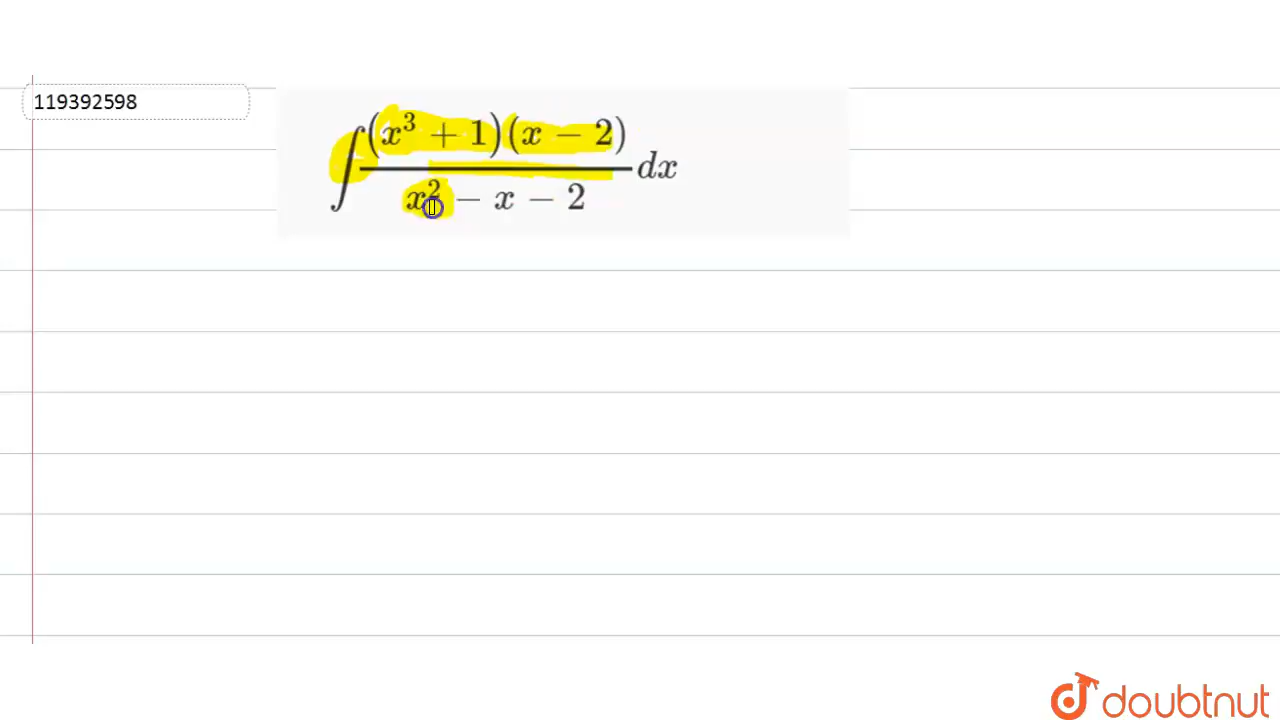 119392598
∫ (x³ + 1)(x − 2) / x² − x − 2 dx
doubtnut